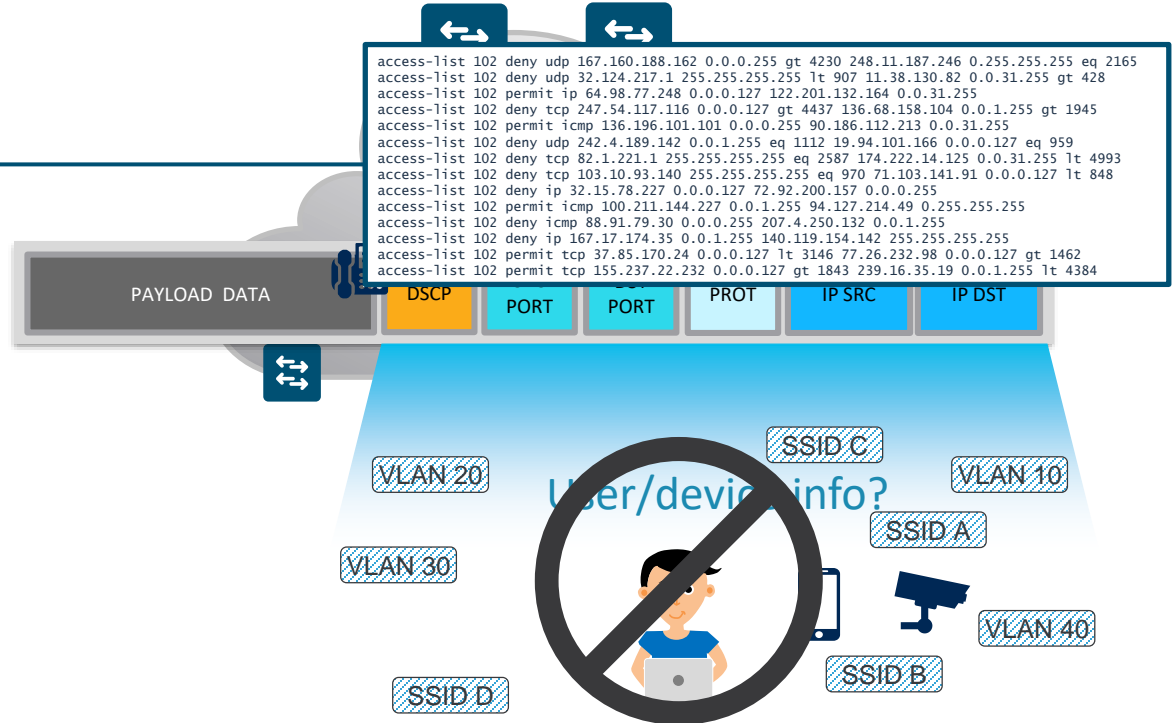 access-list 102 deny udp 167.160.188.162 0.0.0.255 gt 4230 248.11.187.246 0.255.255.255 eq 2165
access-list 102 deny udp 32.124.217.1 255.255.255.255 lt 907 11.38.130.82 0.0.31.255 gt 428
access-list 102 permit ip 64.98.77.248 0.0.0.127 122.201.132.164 0.0.31.255
access-list 102 deny tcp 247.54.117.116 0.0.0.127 gt 4437 136.68.158.104 0.0.1.255 gt 1945
access-list 102 permit icmp 136.196.101.101 0.0.0.255 90.186.112.213 0.0.31.255
access-list 102 deny udp 242.4.189.142 0.0.1.255 eq 1112 19.94.101.166 0.0.0.127 eq 959
access-list 102 deny tcp 82.1.221.1 255.255.255.255 eq 2587 174.222.14.125 0.0.31.255 lt 4993
access-list 102 deny tcp 103.10.93.140 255.255.255.255 eq 970 71.103.141.91 0.0.0.127 lt 848
access-list 102 deny ip 32.15.78.227 0.0.0.127 72.92.200.157 0.0.0.255
access-list 102 permit icmp 100.211.144.227 0.0.1.255 94.127.214.49 0.255.255.255
access-list 102 deny icmp 88.91.79.30 0.0.0.255 207.4.250.132 0.0.1.255
access-list 102 deny ip 167.17.174.35 0.0.1.255 140.119.154.142 255.255.255.255
access-list 102 permit tcp 37.85.170.24 0.0.0.127 lt 3146 77.26.232.98 0.0.0.127 gt 1462
access-list 102 permit tcp 155.237.22.232 0.0.0.127 gt 1843 239.16.35.19 0.0.1.255 lt 4384
PAYLOAD DATA
DSCP
PORT
PORT
PROT
IP SRC
IP DST
SSID C
VLAN 20
User/device info?
VLAN 10
SSID A
VLAN 30
VLAN 40
SSID B
SSID D